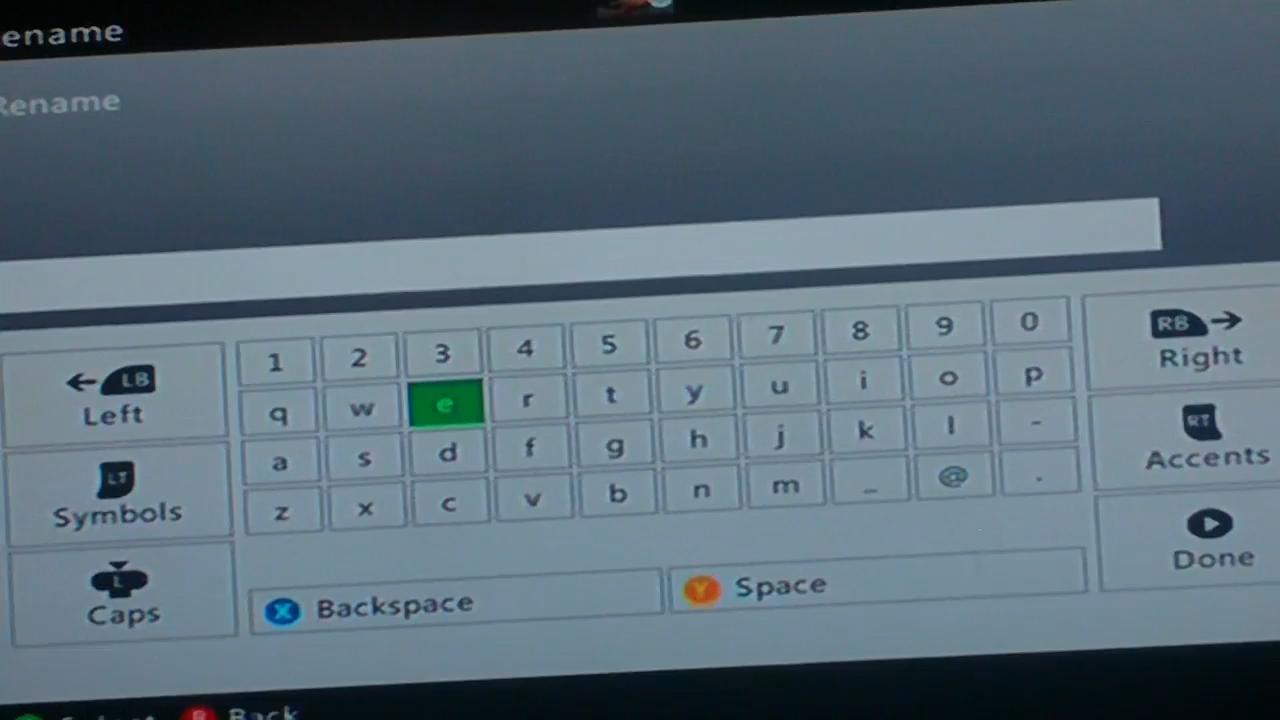 ename
Rename
LB
Left
LT
Symbols
L
Caps
1 2 3 4 5 6 7 8 9 0
q w e r t y u i o p
a s d f g h j k l -
z x c v b n m _ @ .
X Backspace
Y Space
RB
Right
RT
Accents
Done
Select B Back